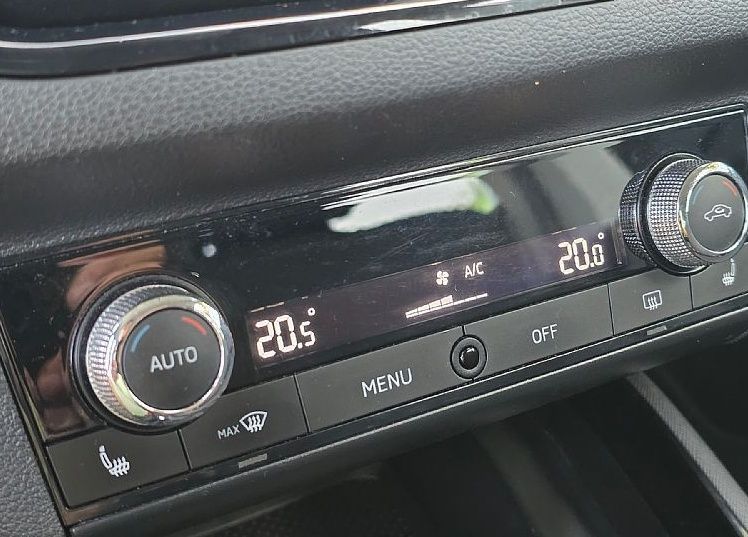 A/C
20.5°
20.0°
AUTO
MAX
MENU
OFF